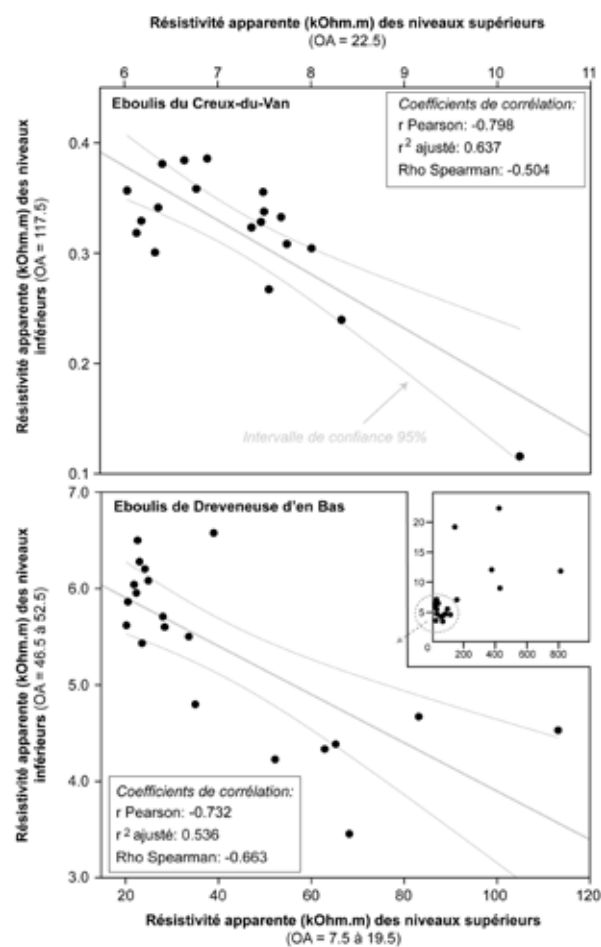 Résistivité apparente (kOhm.m) des niveaux supérieurs
(OA = 22.5)
6 7 8 9 10 11
Eboulis du Creux-du-Van
Coefficients de corrélation:
r Pearson: -0.798
r² ajusté: 0.637
Rho Spearman: -0.504
0.4
0.3
0.2
0.1
Résistivité apparente (kOhm.m) des niveaux
inférieurs (OA = 117.5)
Intervalle de confiance 95%
Eboulis de Dreveneuse d'en Bas
7.0
6.0
5.0
4.0
3.0
Résistivité apparente (kOhm.m) des niveaux
inférieurs (OA = 46.5 à 52.5)
20
15
10
5
0
0 200 400 600 800
Coefficients de corrélation:
r Pearson: -0.732
r² ajusté: 0.536
Rho Spearman: -0.663
20 40 60 80 100 120
Résistivité apparente (kOhm.m) des niveaux supérieurs
(OA = 7.5 à 19.5)